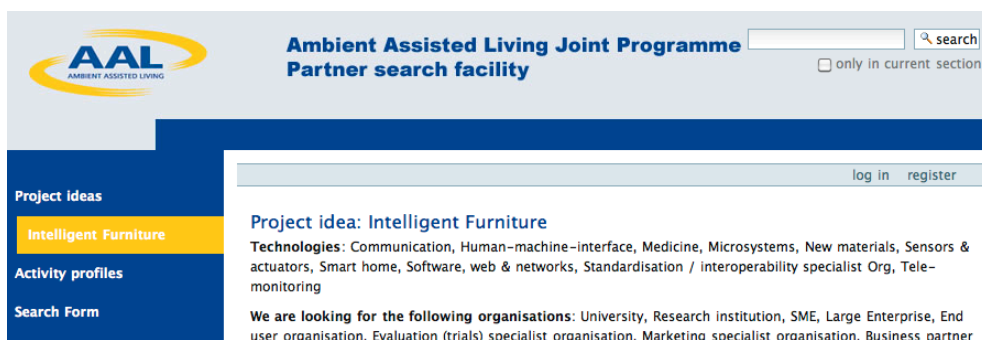 AAL
AMBIENT ASSISTED LIVING
Ambient Assisted Living Joint Programme
Partner search facility
search
only in current section
log in register
Project ideas
Intelligent Furniture
Activity profiles
Search Form
Project idea: Intelligent Furniture
Technologies: Communication, Human-machine-interface, Medicine, Microsystems, New materials, Sensors &
actuators, Smart home, Software, web & networks, Standardisation / interoperability specialist Org, Tele-
monitoring
We are looking for the following organisations: University, Research institution, SME, Large Enterprise, End
user organisation, Evaluation (trials) specialist organisation, Marketing specialist organisation, Business partner